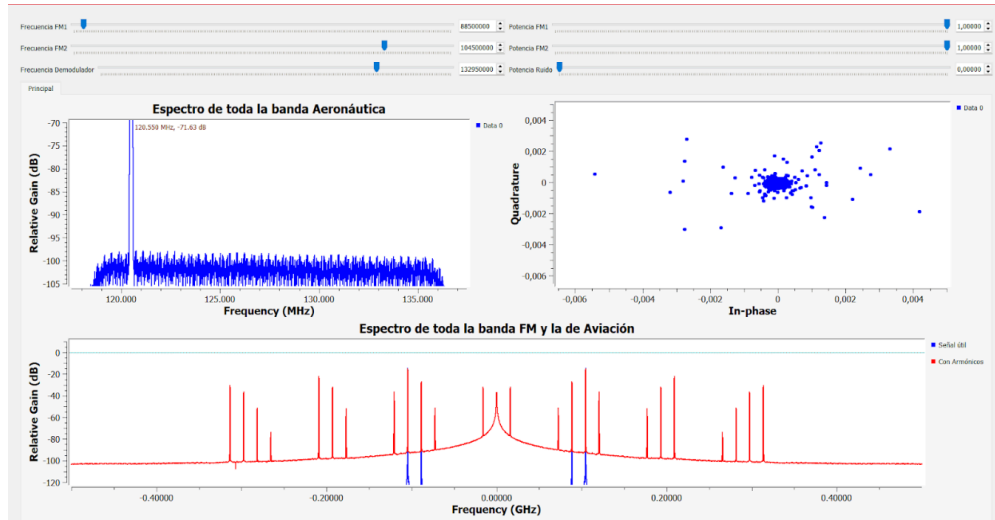 Frecuencia FM1 88500000 Potencia FM1 1,00000
Frecuencia FM2 104500000 Potencia FM2 1,00000
Frecuencia Demodulador 132950000 Potencia Ruido 0,00000
Principal
Espectro de toda la banda Aeronáutica
120.550 MHz, -71.63 dB
Data 0
Relative Gain (dB)
-70
-75
-80
-85
-90
-95
-100
-105
120.000 125.000 130.000 135.000
Frequency (MHz)
Data 0
Quadrature
0,004
0,002
0
-0,002
-0,004
-0,006
-0,006 -0,004 -0,002 0 0,002 0,004
In-phase
Espectro de toda la banda FM y la de Aviación
Señal útil
Con Armónicos
Relative Gain (dB)
0
-20
-40
-60
-80
-100
-120
-0.40000 -0.20000 0.00000 0.20000 0.40000
Frequency (GHz)